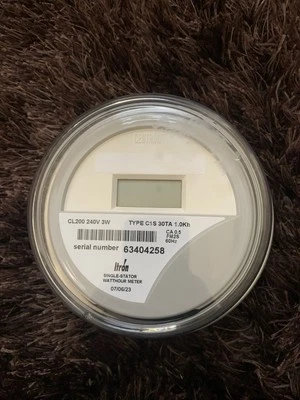 CENTRON
CL200 240V 3W TYPE C1S 30TA 1.0Kh
CA 0.5
FM2S
60Hz
serial number 63404258
Itron
SINGLE-STATOR
WATTHOUR METER
07/06/23